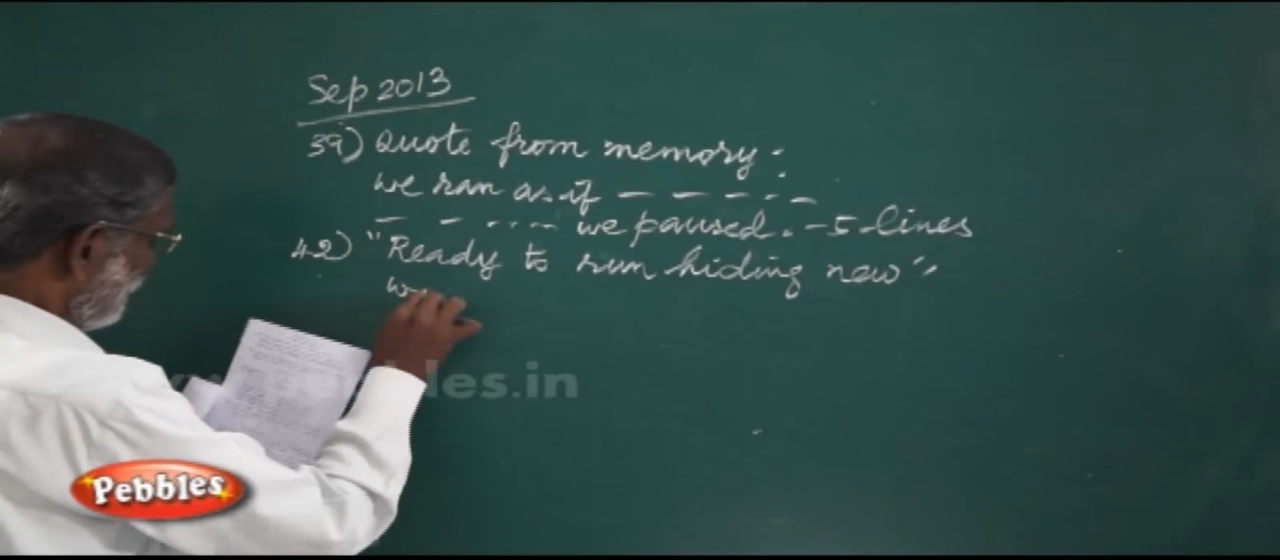 Sep 2013
39) Quote from memory:
we ran as if — — — — —
— — .... we paused. -5-lines
42) "Ready to run hiding new"
Pebbles